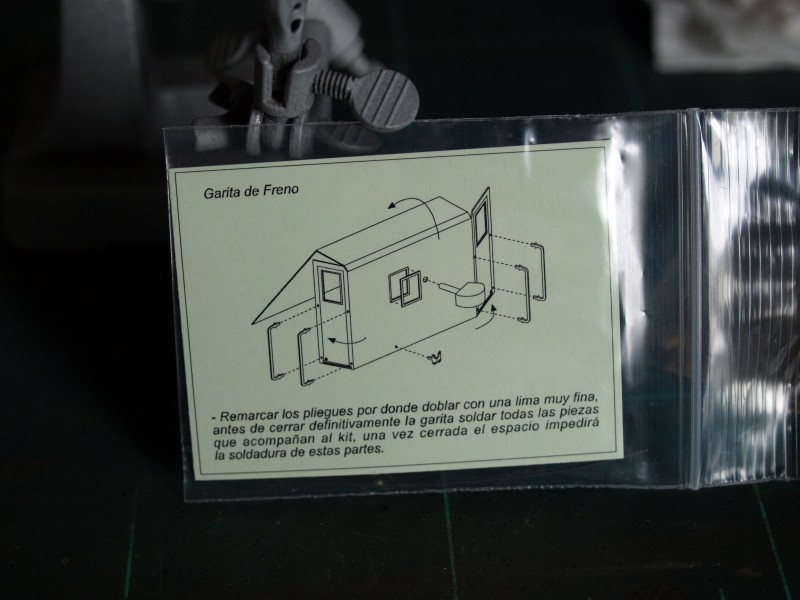 Garita de Freno
- Remarcar los pliegues por donde doblar con una lima muy fina,
antes de cerrar definitivamente la garita soldar todas las piezas
que acompañan al kit, una vez cerrada el espacio impedirá
la soldadura de estas partes.